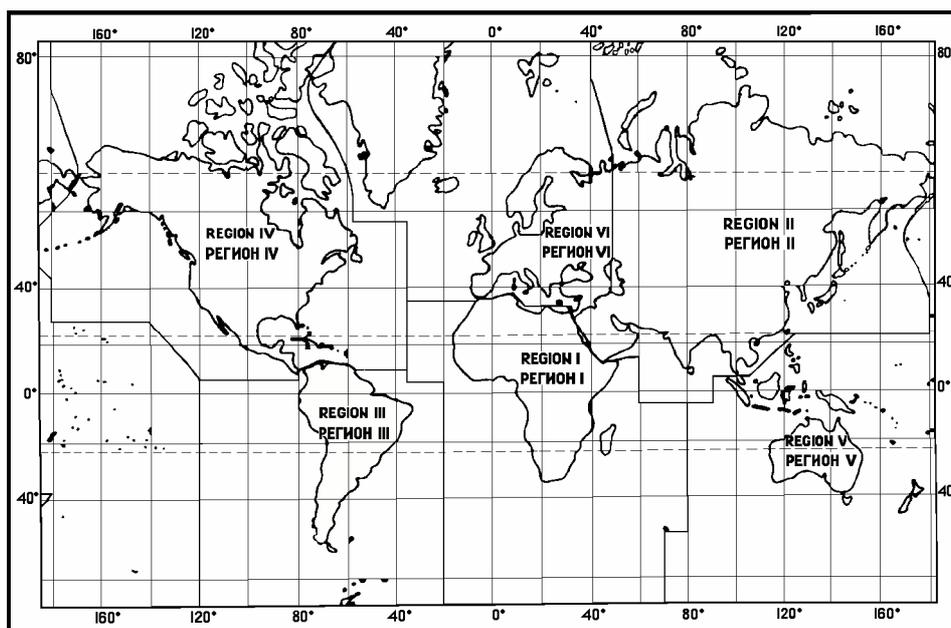 160° 120° 80° 40° 0° 40° 80° 120° 160°
80° 80
REGION IV
РЕГИОН IV
REGION VI
РЕГИОН VI
REGION II
РЕГИОН II
40° 40
REGION I
РЕГИОН I
0° 0°
REGION III
РЕГИОН III
REGION V
РЕГИОН V
40° 40
160° 120° 80° 40° 0° 40° 80° 120° 160°